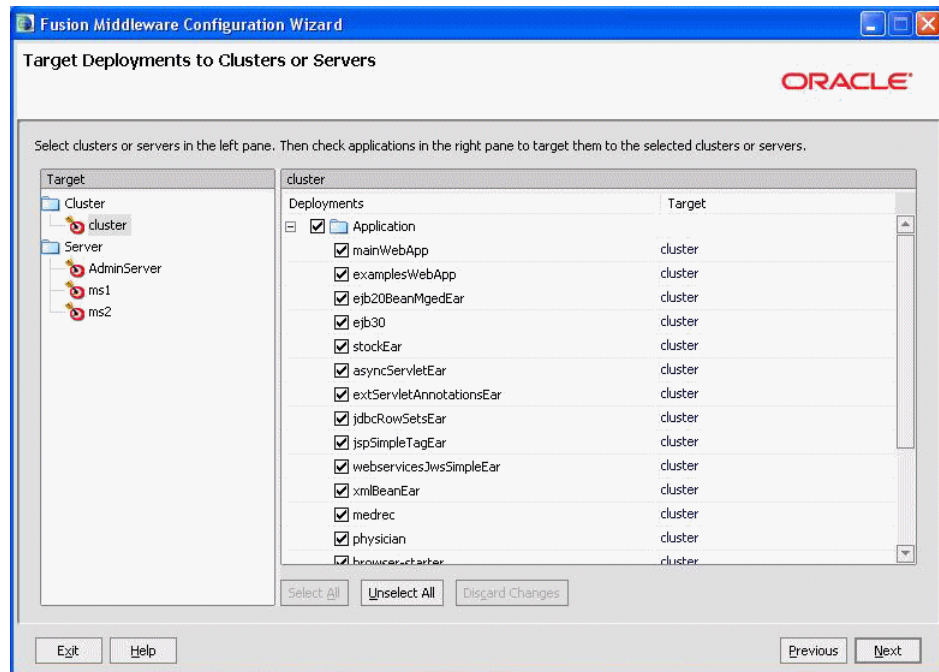 Fusion Middleware Configuration Wizard
Target Deployments to Clusters or Servers
ORACLE
Select clusters or servers in the left pane. Then check applications in the right pane to target them to the selected clusters or servers.
Target
Cluster
cluster
Server
AdminServer
ms1
ms2
cluster
Deployments Target
Application
mainWebApp cluster
examplesWebApp cluster
ejb20BeanMgedEar cluster
ejb30 cluster
stockEar cluster
asyncServletEar cluster
extServletAnnotationsEar cluster
jdbcRowSetsEar cluster
jspSimpleTagEar cluster
webservicesJwsSimpleEar cluster
xmlBeanEar cluster
medrec cluster
physician cluster
browser-starter cluster
Select All Unselect All Discard Changes
Exit Help Previous Next